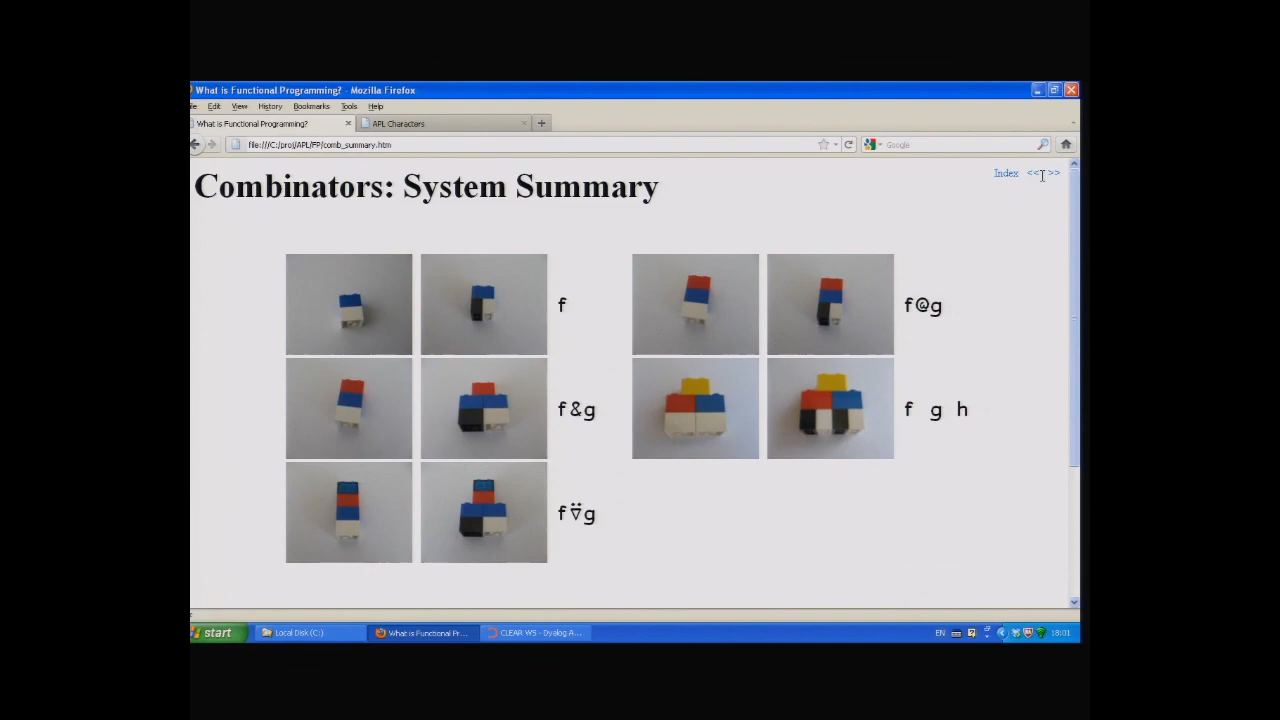 What is Functional Programming? - Mozilla Firefox
Edit View History Bookmarks Tools Help
What is Functional Programming? × APL Characters × +
file:///C:/proj/APL/FP/comb_summary.htm Google
Index << >>
Combinators: System Summary
f f@g
f&g f g h
f⍢g
start Local Disk (C:) What is Functional Pr... CLEAR WS - Dyalog A... EN 18:01